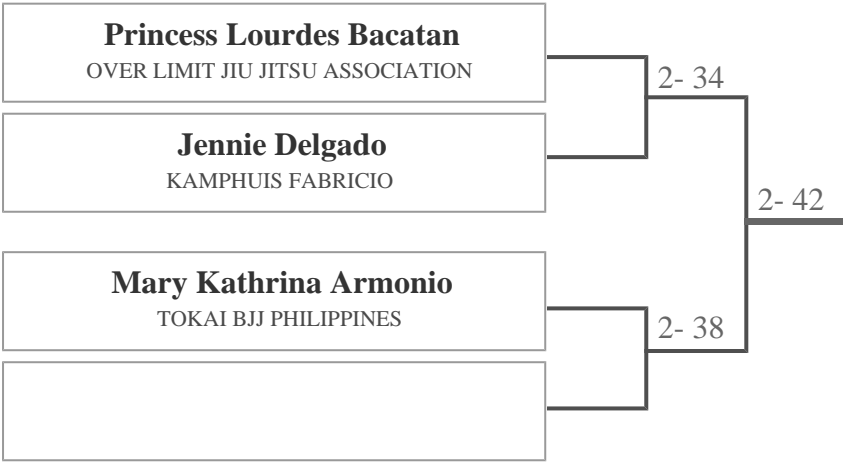 Princess Lourdes Bacatan
OVER LIMIT JIU JITSU ASSOCIATION
2- 34
Jennie Delgado
KAMPHUIS FABRICIO
2- 42
Mary Kathrina Armonio
TOKAI BJJ PHILIPPINES
2- 38